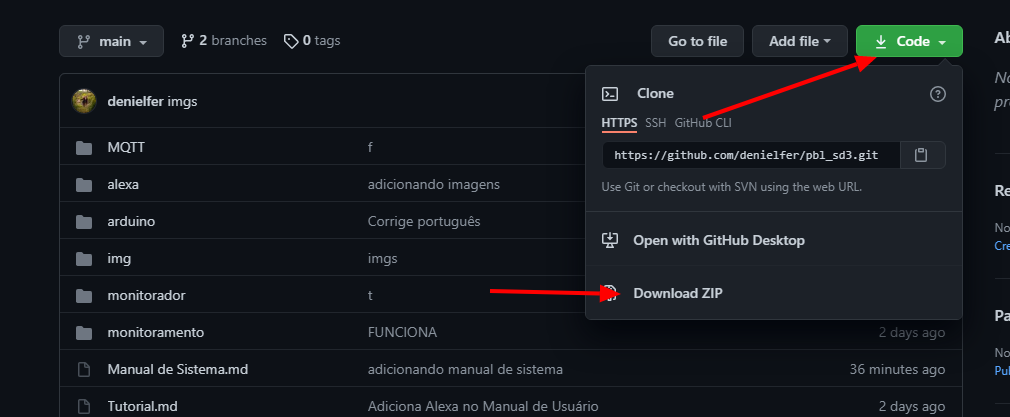 main
2 branches
0 tags
Go to file
Add file
Code
Ab
denielfer imgs
Clone
No
pro
HTTPS SSH GitHub CLI
MQTT f
https://github.com/denielfer/pbl_sd3.git
alexa adicionando imagens
Use Git or checkout with SVN using the web URL.
Re
arduino Corrige português
No
Cre
Open with GitHub Desktop
img imgs
monitorador t
Download ZIP
Pa
monitoramento FUNCIONA 2 days ago
No
Manual de Sistema.md adicionando manual de sistema 36 minutes ago
Pul
Tutorial.md Adiciona Alexa no Manual de Usuário 2 days ago